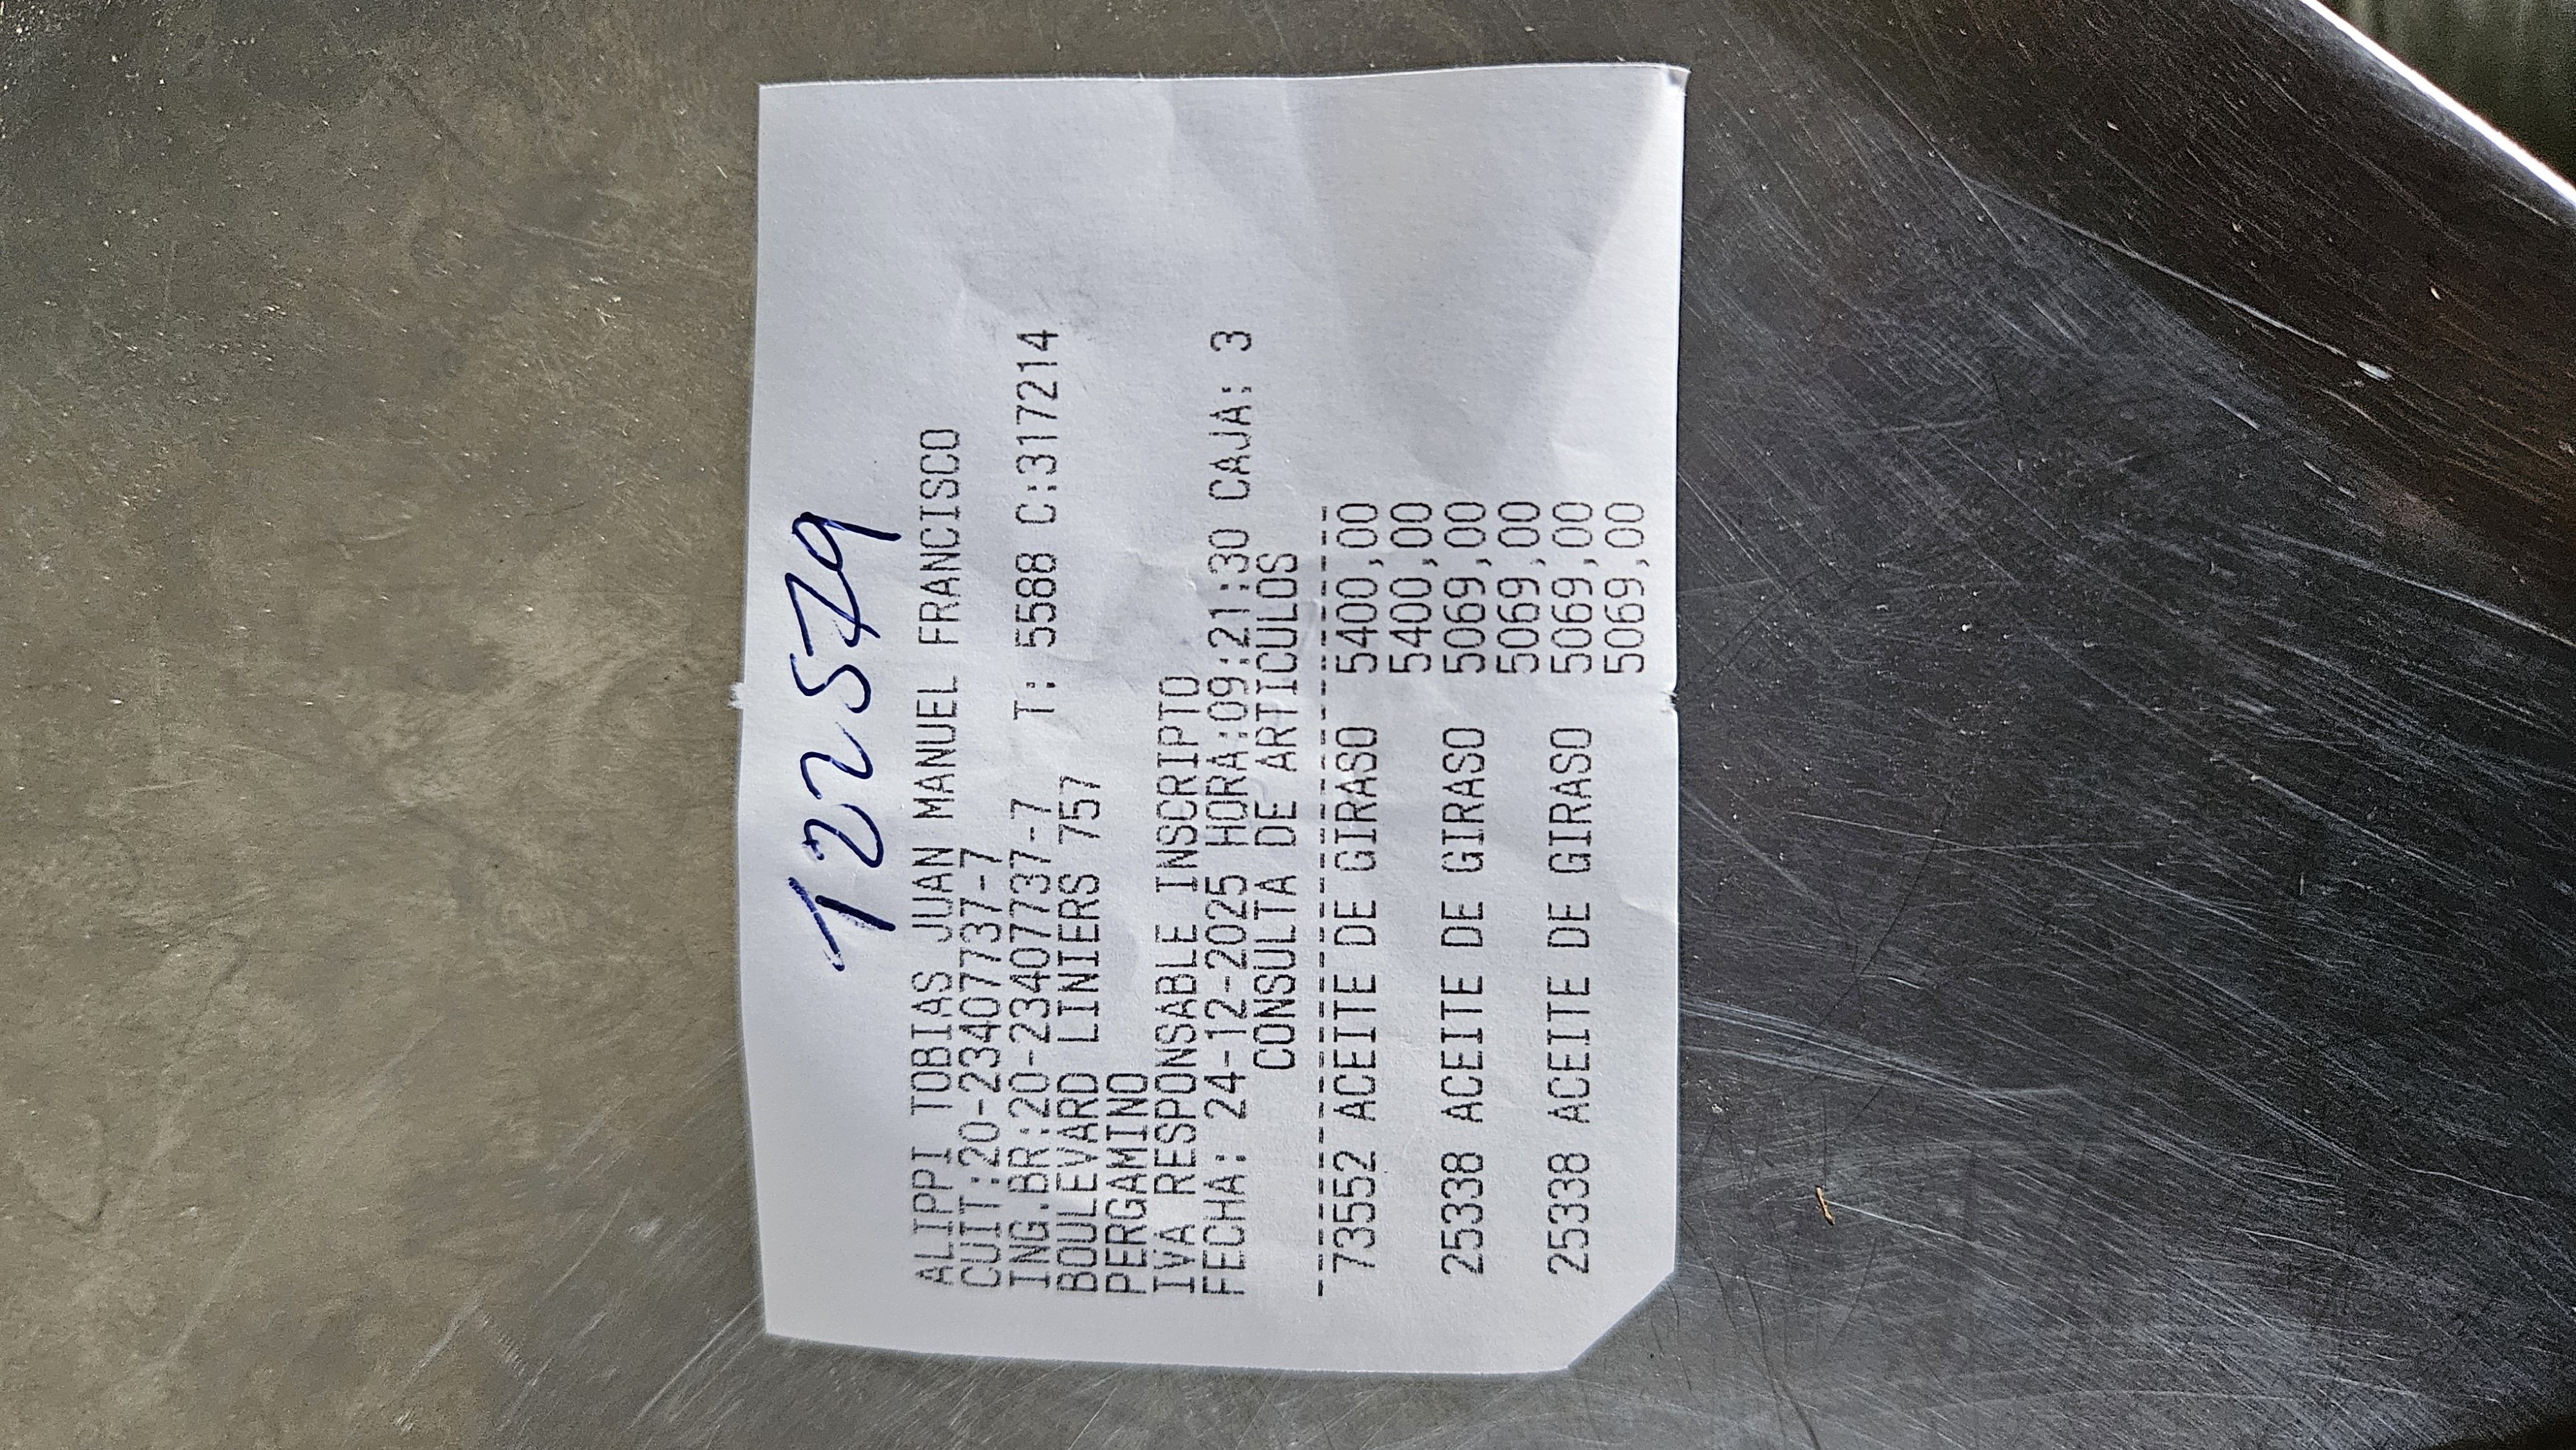 122579
ALIPPI TOBIAS JUAN MANUEL FRANCISCO
CUIT:20-23407737-7
ING.BR:20-23407737-7 T: 5588 C:317214
BOULEVARD LINIERS 757
PERGAMINO
IVA RESPONSABLE INSCRIPTO
FECHA: 24-12-2025 HORA:09:21:30 CAJA: 3
CONSULTA DE ARTICULOS
73552 ACEITE DE GIRASO 5400,00
5400,00
25338 ACEITE DE GIRASO 5069,00
5069,00
25338 ACEITE DE GIRASO 5069,00
5069,00